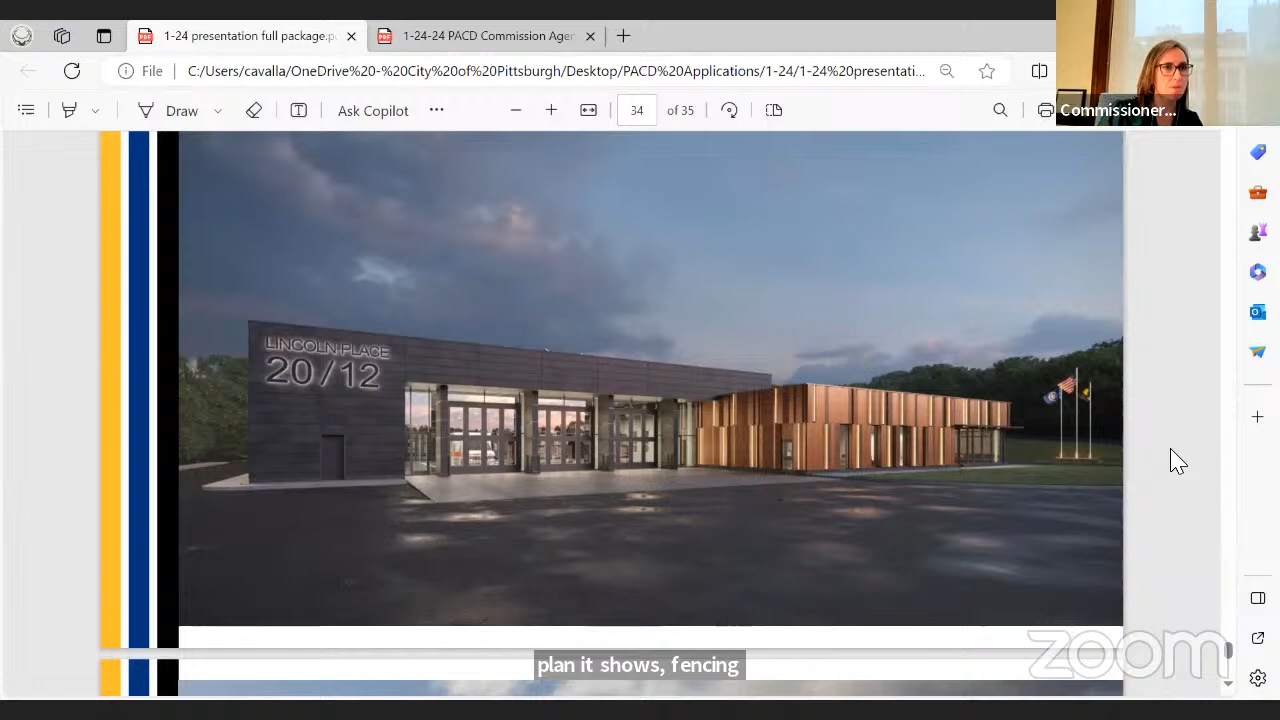 1-24 presentation full package.p
1-24-24 PACD Commission Agen
File
C:/Users/cavalla/OneDrive%20-%20City%20of%20Pittsburgh/Desktop/PACD%20Applications/1-24/1-24%20presentati...
Draw
Ask Copilot
34 of 35
Commissioner...
LINCOLN PLACE
20/12
plan it shows, fencing
zoom